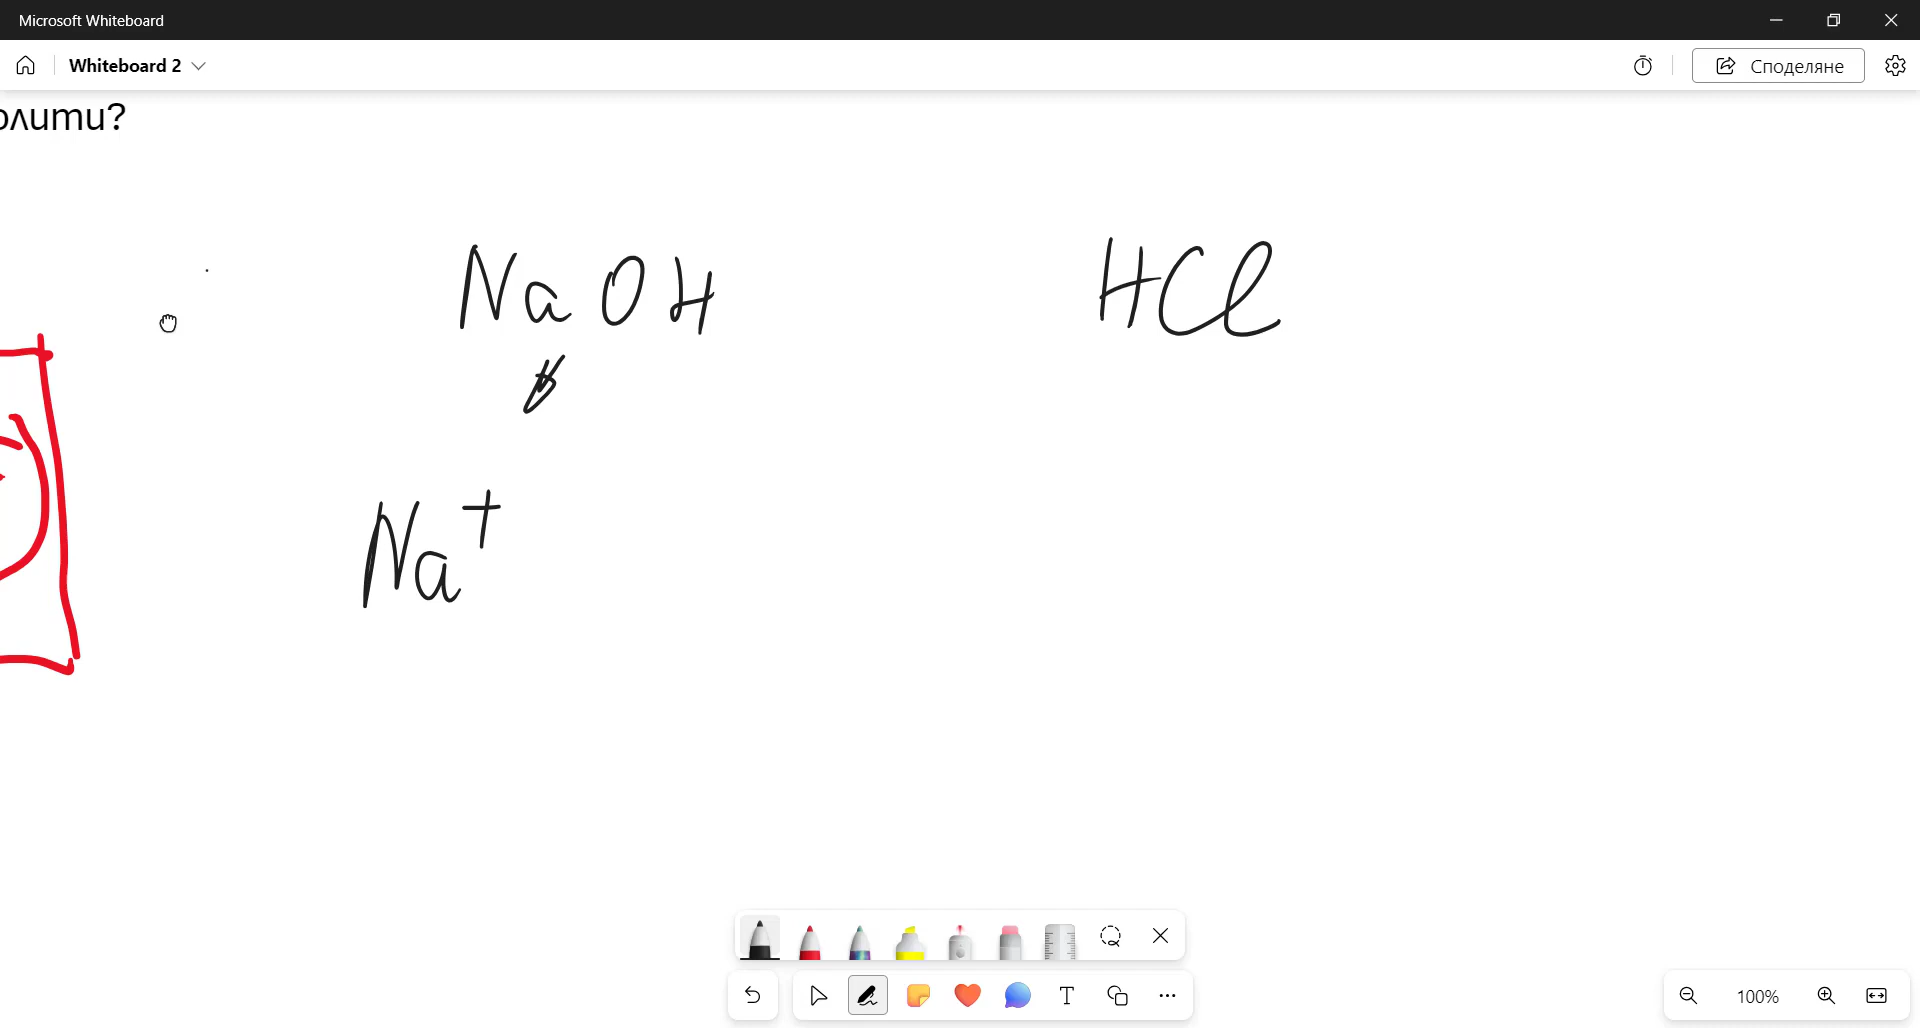 Microsoft Whiteboard
Whiteboard 2
Споделяне
олити?
NaOH HCl
Na⁺
100%